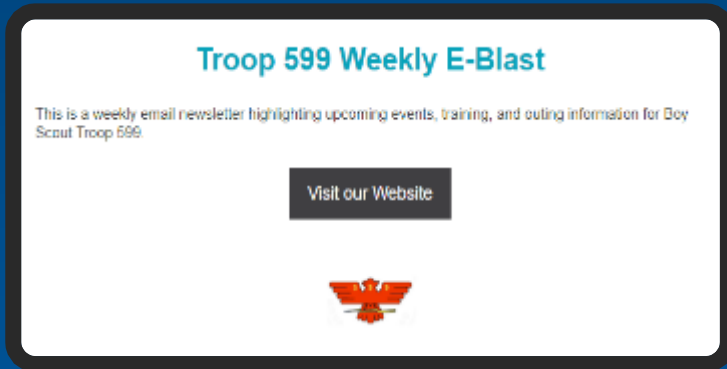 Troop 599 Weekly E-Blast
This is a weekly email newsletter highlighting upcoming events, training, and outing information for Boy
Scout Troop 599.
Visit our Website